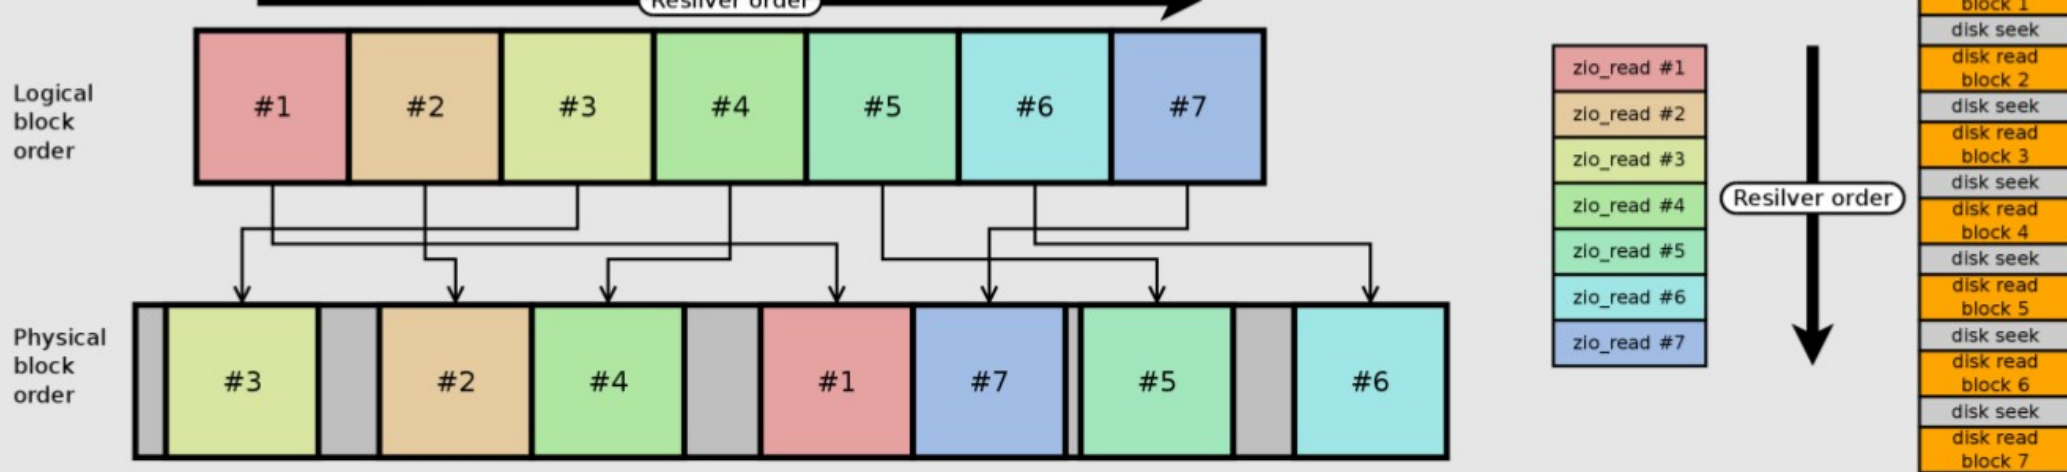 Resilver order
Logical
block
order
#1
#2
#3
#4
#5
#6
#7
Physical
block
order
#3
#2
#4
#1
#7
#5
#6
zio_read #1
zio_read #2
zio_read #3
zio_read #4
zio_read #5
zio_read #6
zio_read #7
Resilver order
block 1
disk seek
disk read
block 2
disk seek
disk read
block 3
disk seek
disk read
block 4
disk seek
disk read
block 5
disk seek
disk read
block 6
disk seek
disk read
block 7